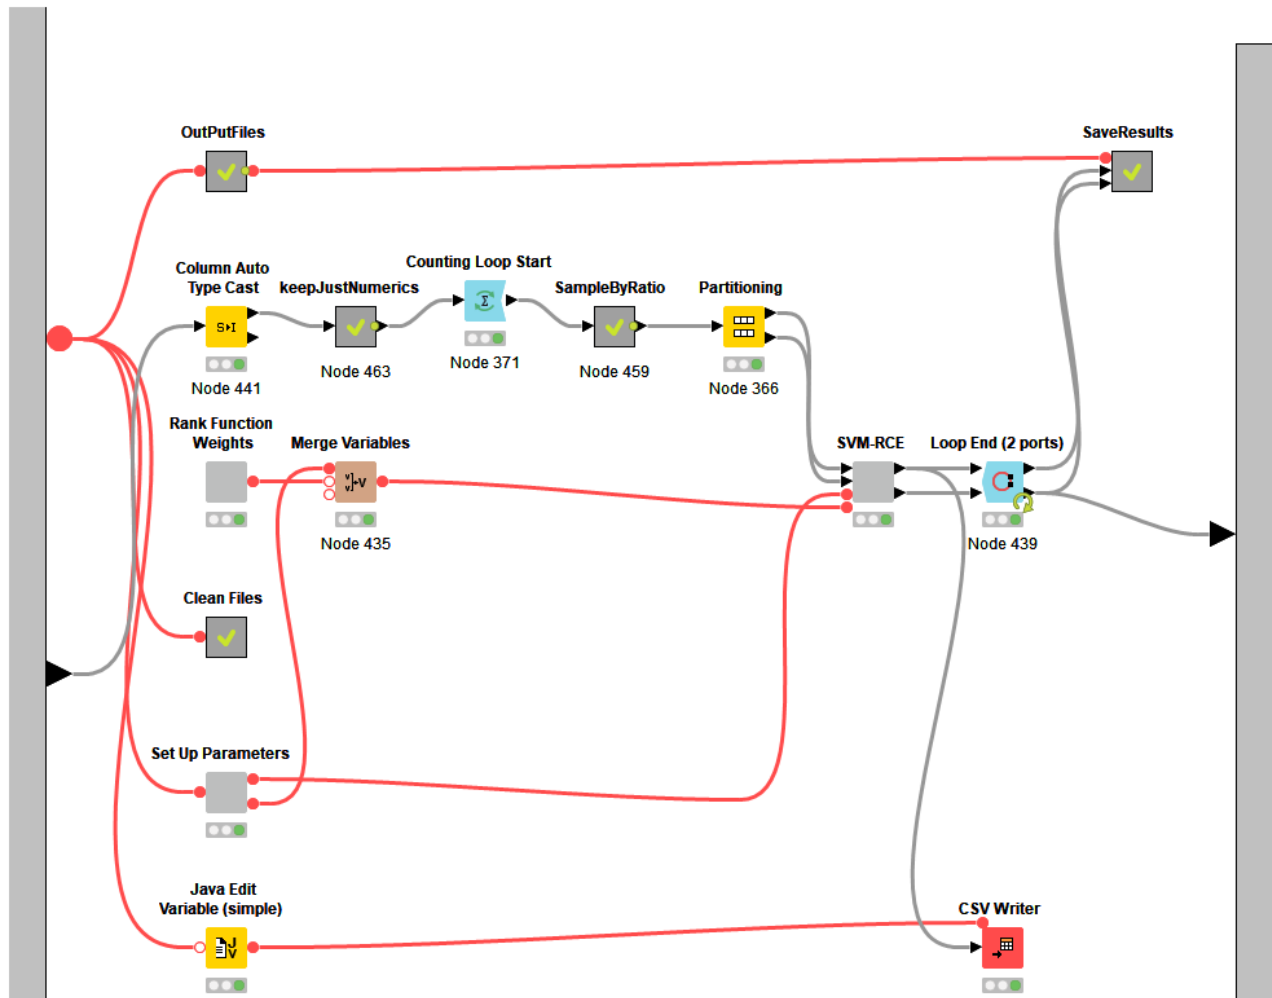 OutPutFiles
SaveResults
Column Auto
Type Cast
keepJustNumerics
Counting Loop Start
SampleByRatio
Partitioning
S▸I
Σ
Node 441
Node 463
Node 371
Node 459
Node 366
Rank Function
Weights
Merge Variables
SVM-RCE
Loop End (2 ports)
V
V]→V
Node 435
Node 439
Clean Files
Set Up Parameters
Java Edit
Variable (simple)
CSV Writer
J
V